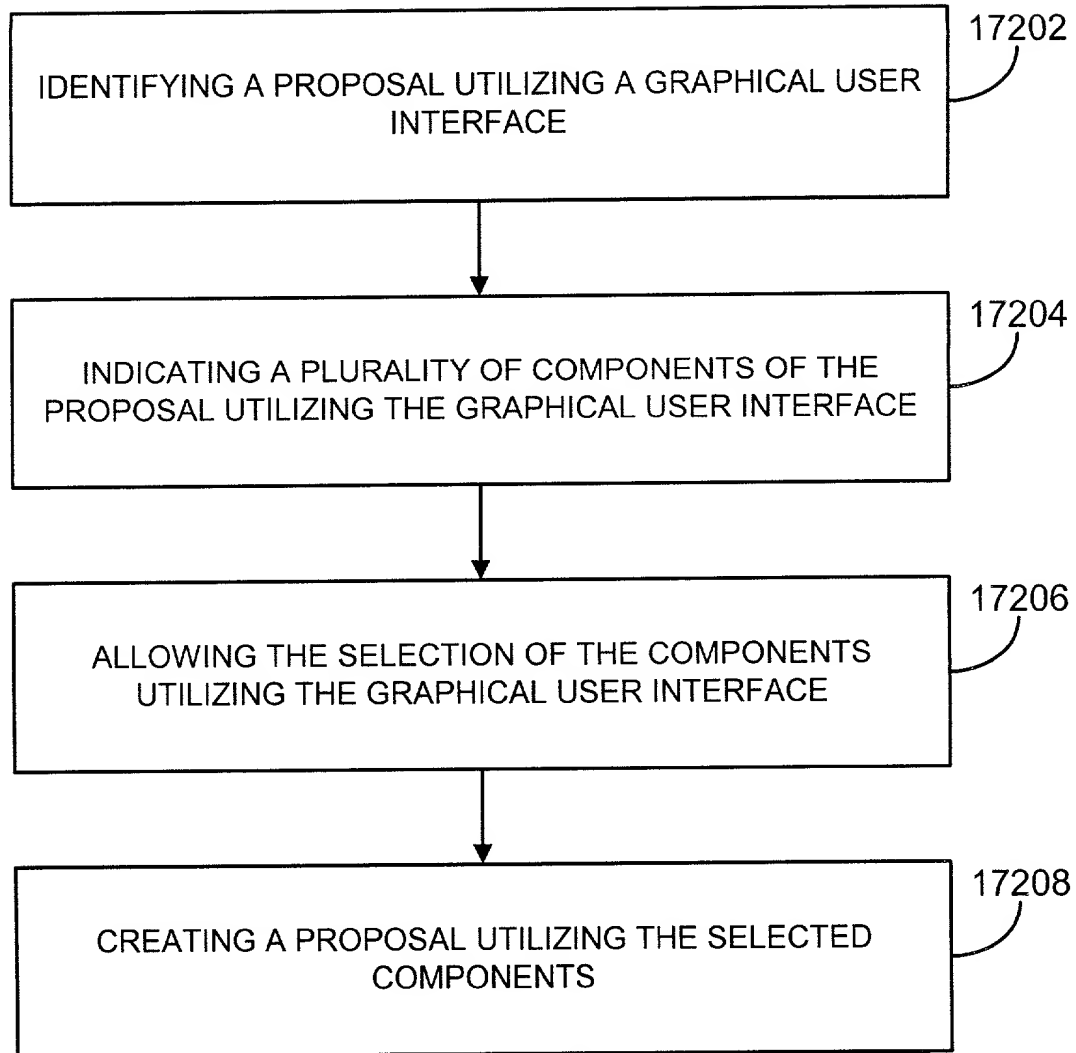 17202
IDENTIFYING A PROPOSAL UTILIZING A GRAPHICAL USER
INTERFACE
17204
INDICATING A PLURALITY OF COMPONENTS OF THE
PROPOSAL UTILIZING THE GRAPHICAL USER INTERFACE
17206
ALLOWING THE SELECTION OF THE COMPONENTS
UTILIZING THE GRAPHICAL USER INTERFACE
17208
CREATING A PROPOSAL UTILIZING THE SELECTED
COMPONENTS